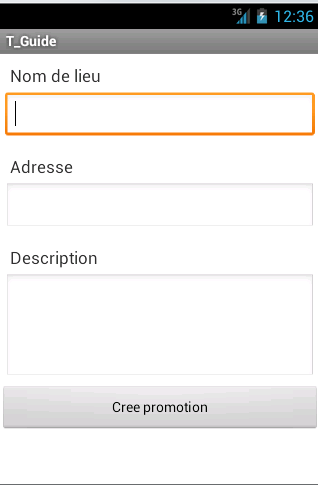 3G 12:36
T_Guide
Nom de lieu
Adresse
Description
Cree promotion